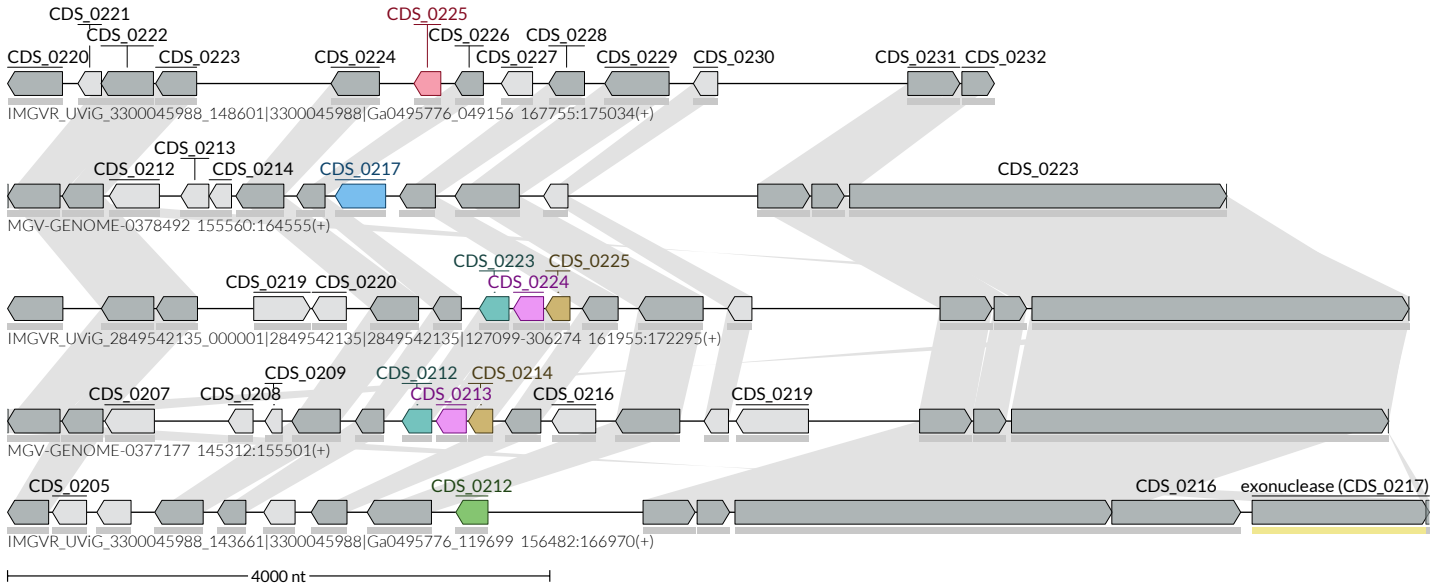 CDS_0221 CDS_0225
CDS_0222 CDS_0226 CDS_0228
CDS_0220 CDS_0223 CDS_0224 CDS_0227 CDS_0229 CDS_0230 CDS_0231 CDS_0232
IMGVR_UViG_3300045988_148601|3300045988|Ga0495776_049156 167755:175034(+)
CDS_0213
CDS_0212 CDS_0214 CDS_0217 CDS_0223
MGV-GENOME-0378492 155560:164555(+)
CDS_0223 CDS_0225
CDS_0219 CDS_0220 CDS_0224
IMGVR_UViG_2849542135_000001|2849542135|2849542135|127099-306274 161955:172295(+)
CDS_0209 CDS_0212 CDS_0214
CDS_0207 CDS_0208 CDS_0213 CDS_0216 CDS_0219
MGV-GENOME-0377177 145312:155501(+)
CDS_0205 CDS_0212 CDS_0216 exonuclease (CDS_0217)
IMGVR_UViG_3300045988_143661|3300045988|Ga0495776_119699 156482:166970(+)
4000 nt